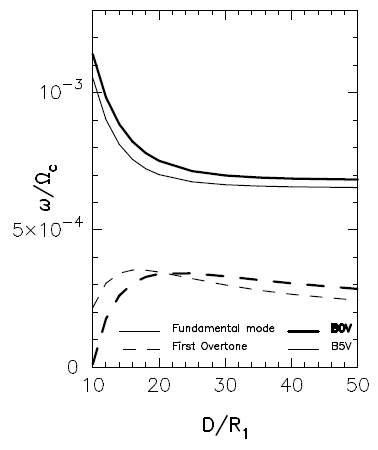 10⁻³
ω/Ω_c
5×10⁻⁴
Fundamental mode B0V
First Overtone B5V
0
10 20 30 40 50
D/R₁